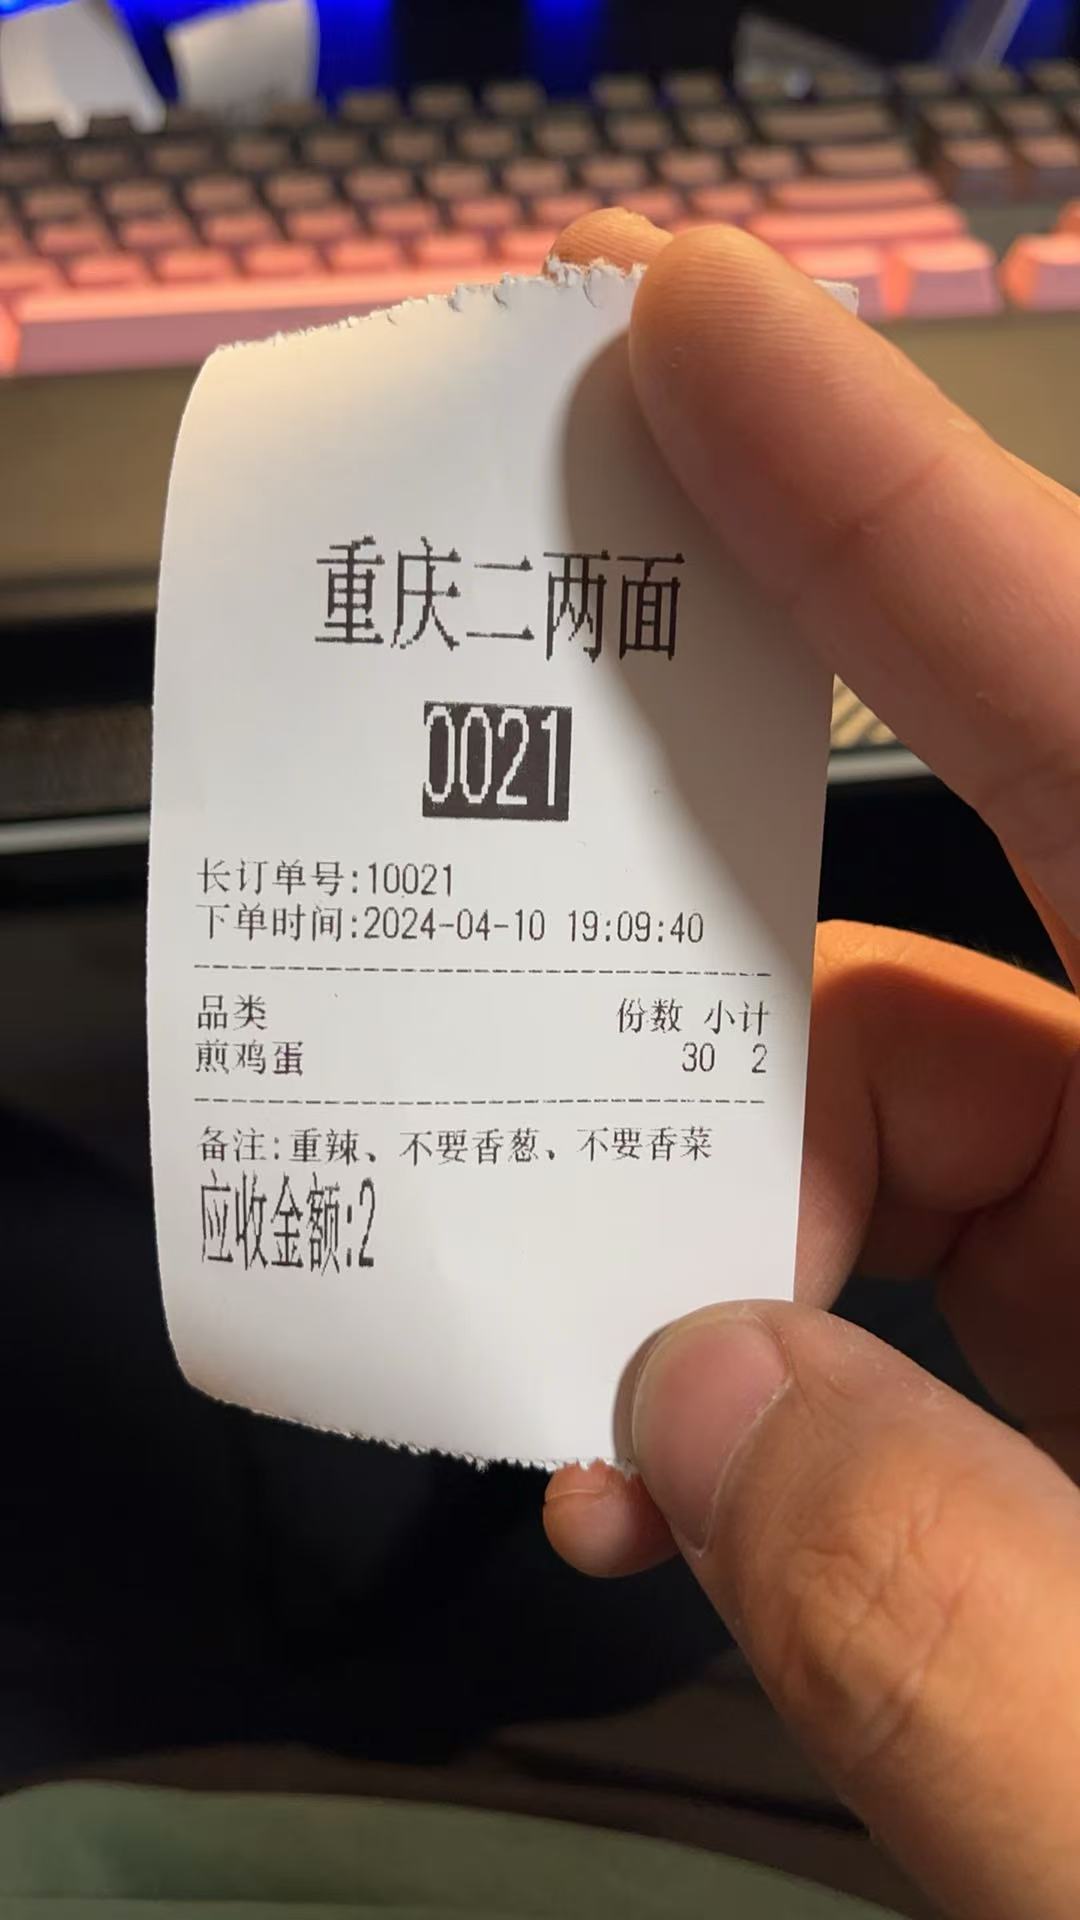 重庆二两面
0021
长订单号:10021
下单时间:2024-04-10 19:09:40
品类 份数 小计
煎鸡蛋 30 2
备注:重辣、不要香葱、不要香菜
应收金额:2